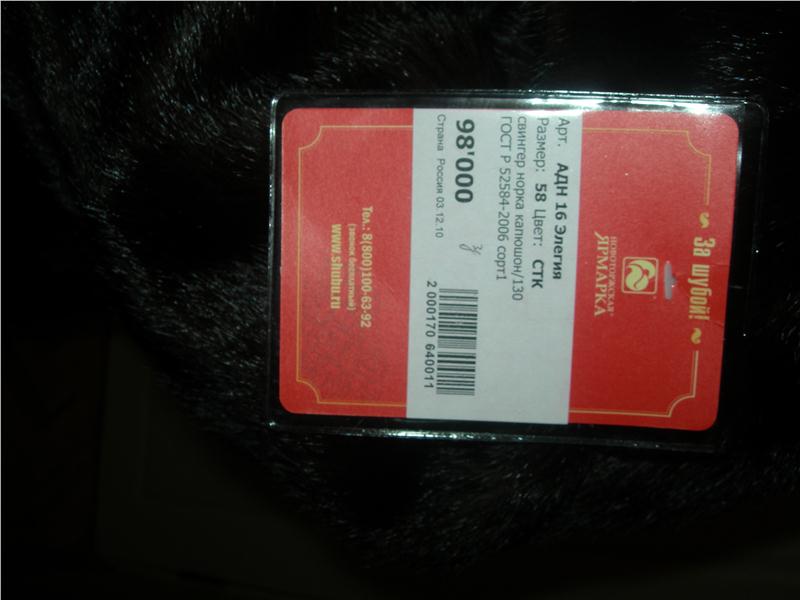 За шубой!
НОВОТОРЖСКАЯ
ЯРМАРКА
Арт. АДН 16 Элегия
Размер: 58 Цвет: СТК
свингер норка капюшон/130
ГОСТ Р 52584-2006 сорт1
98'000
Страна Россия 03.12.10
2 000170 640011
Тел.: 8(800)100-63-92
(звонок бесплатный)
www.shubu.ru